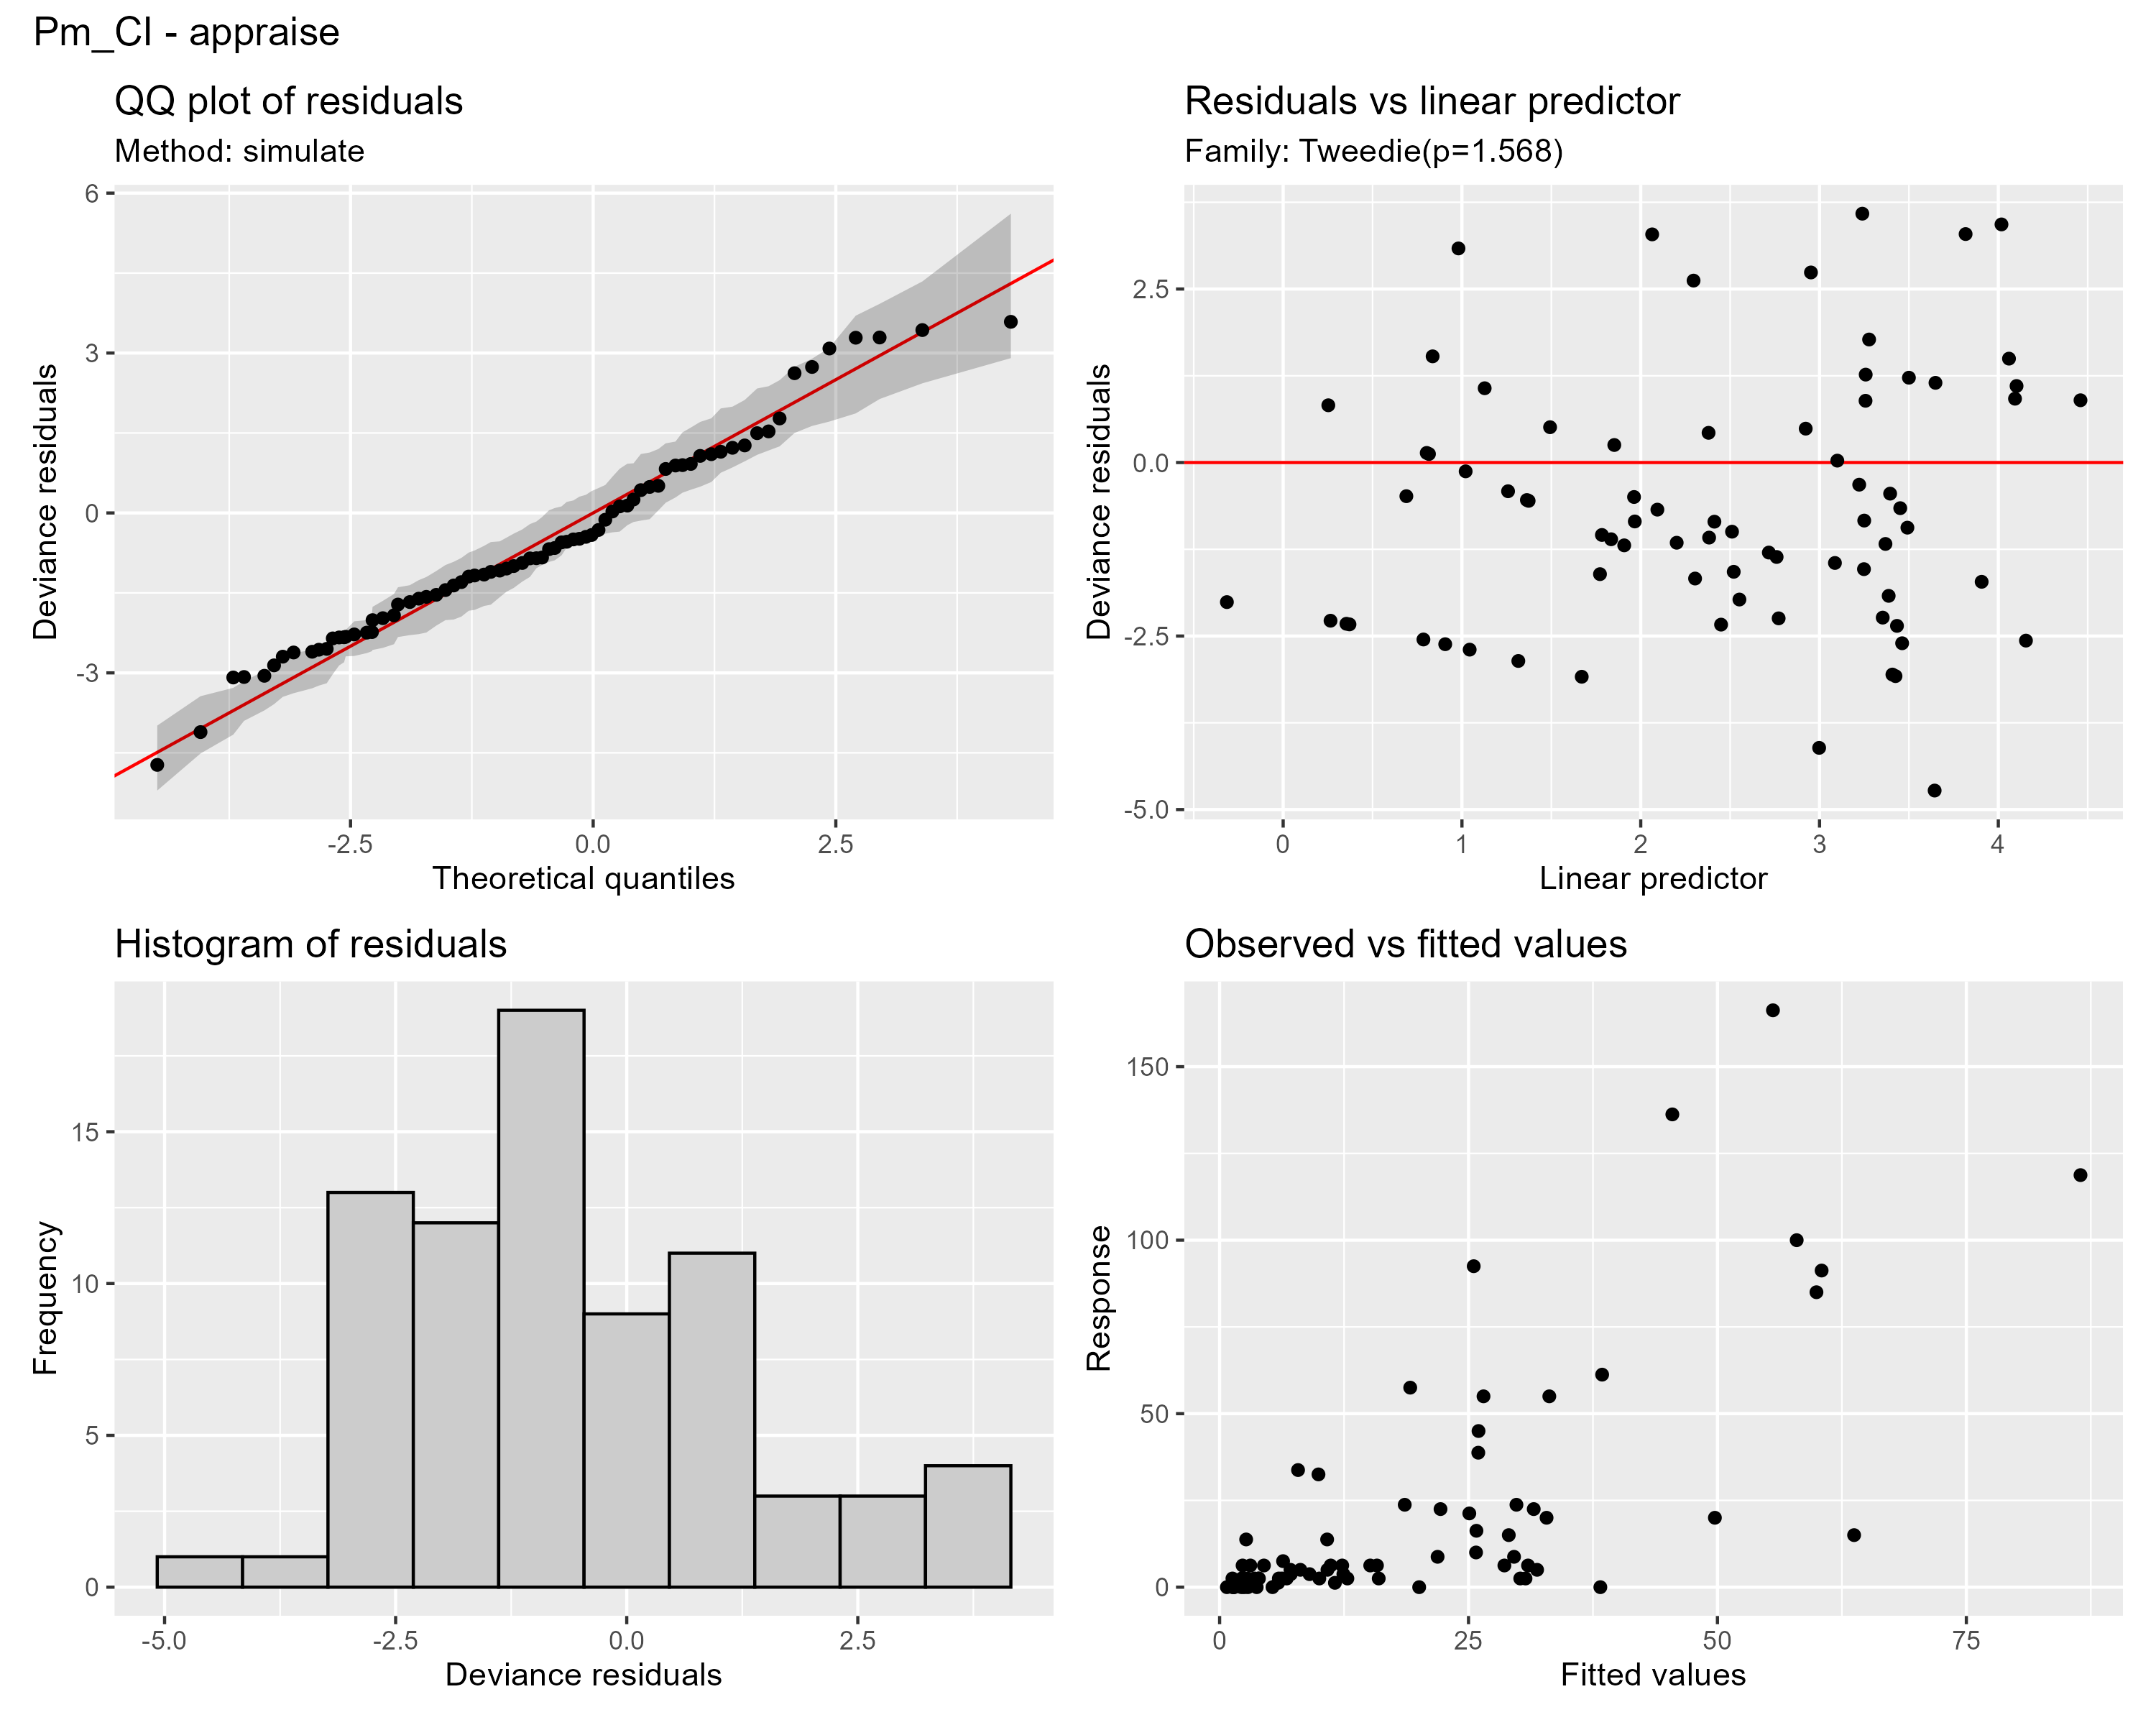 Pm_CI - appraise
QQ plot of residuals
Method: simulate
6
3
0
-3
-2.5
0.0
2.5
Theoretical quantiles
Deviance residuals
Residuals vs linear predictor
Family: Tweedie(p=1.568)
2.5
0.0
-2.5
-5.0
0
1
2
3
4
Linear predictor
Deviance residuals
Histogram of residuals
15
10
5
0
-5.0
-2.5
0.0
2.5
Deviance residuals
Frequency
Observed vs fitted values
150
100
50
0
0
25
50
75
Fitted values
Response